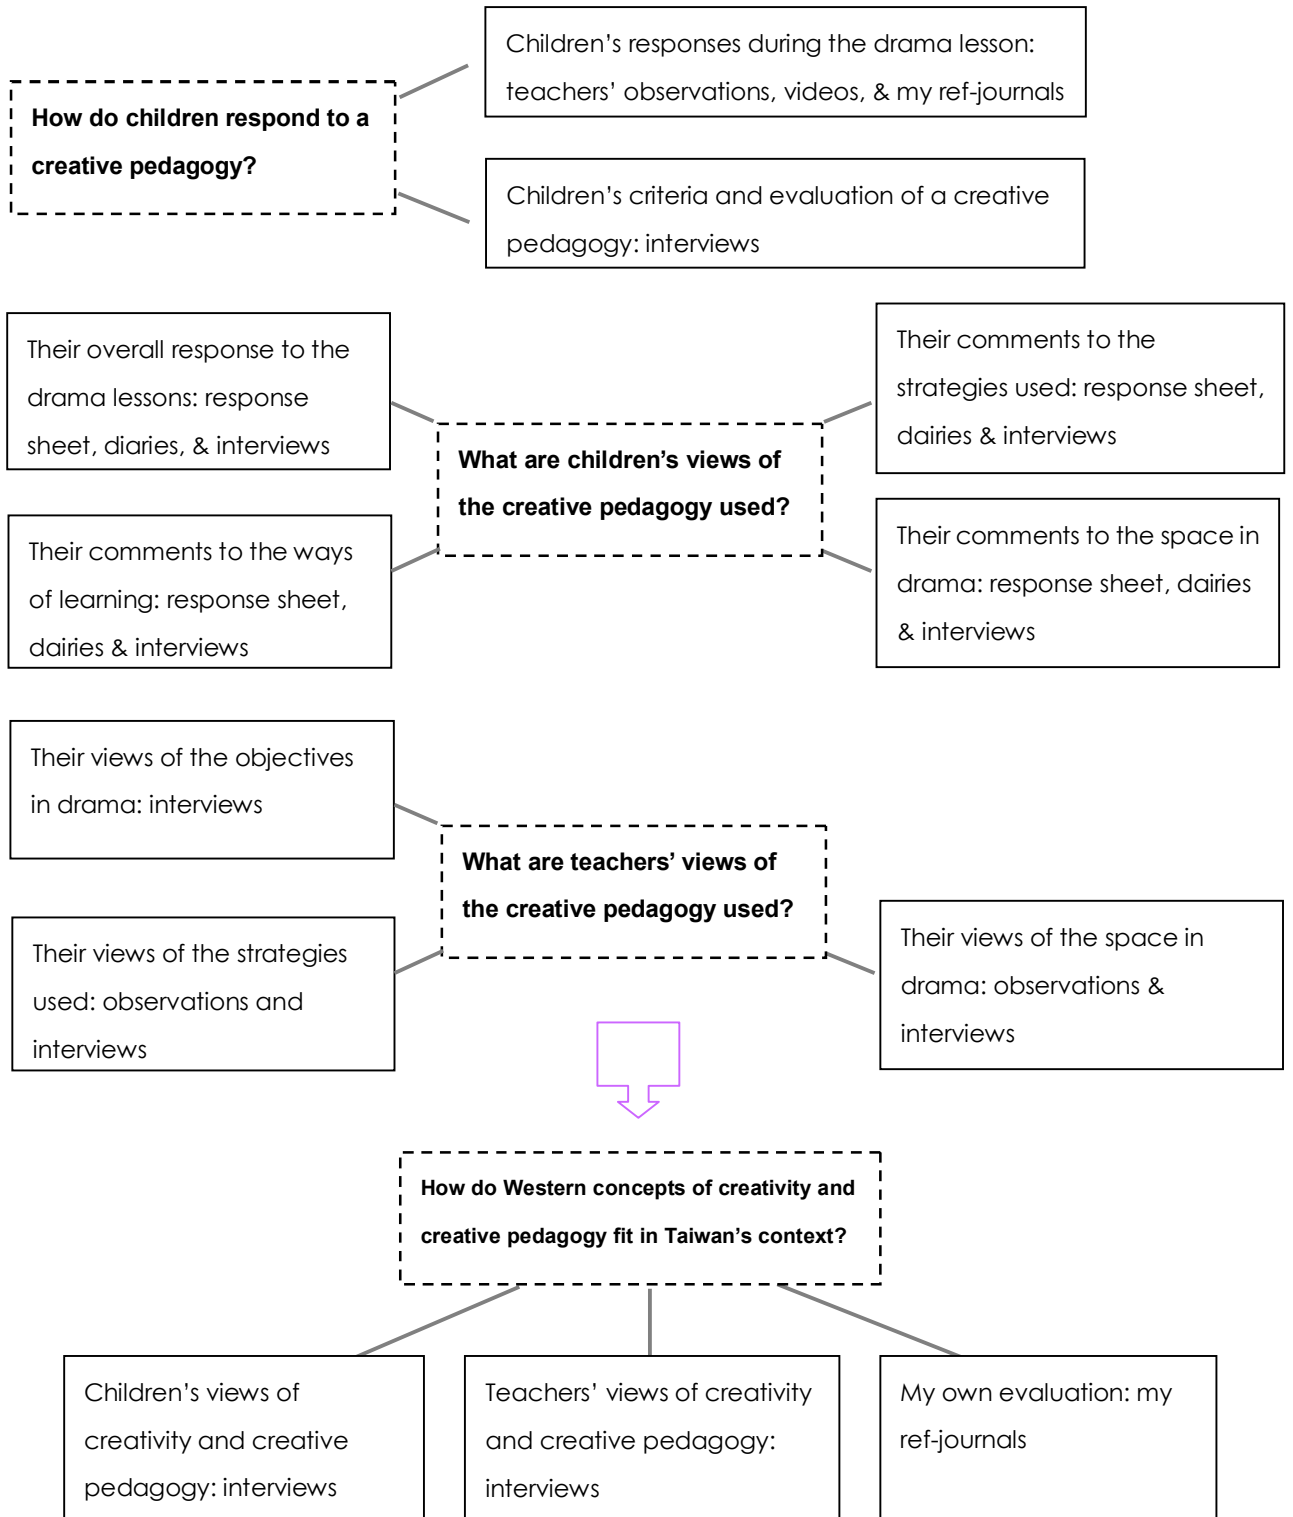 Children’s responses during the drama lesson:
teachers’ observations, videos, & my ref-journals
How do children respond to a
creative pedagogy?
Children’s criteria and evaluation of a creative
pedagogy: interviews
Their overall response to the
drama lessons: response
sheet, diaries, & interviews
Their comments to the
strategies used: response sheet,
dairies & interviews
What are children’s views of
the creative pedagogy used?
Their comments to the ways
of learning: response sheet,
dairies & interviews
Their comments to the space in
drama: response sheet, dairies
& interviews
Their views of the objectives
in drama: interviews
What are teachers’ views of
the creative pedagogy used?
Their views of the strategies
used: observations and
interviews
Their views of the space in
drama: observations &
interviews
How do Western concepts of creativity and
creative pedagogy fit in Taiwan’s context?
Children’s views of
creativity and creative
pedagogy: interviews
Teachers’ views of creativity
and creative pedagogy:
interviews
My own evaluation: my
ref-journals